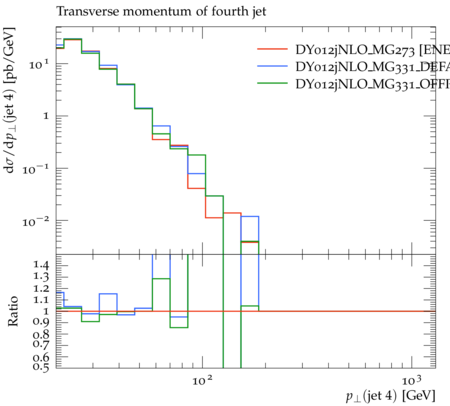 Transverse momentum of fourth jet
dσ/dp⊥(jet 4) [pb/GeV]
DY012jNLO_MG273 [ENE
DY012jNLO_MG331_DEFA
DY012jNLO_MG331_OFFI
10¹
1
10⁻¹
10⁻²
Ratio
1.4
1.3
1.2
1.1
1
0.9
0.8
0.7
0.6
0.5
10² 10³
p⊥(jet 4) [GeV]